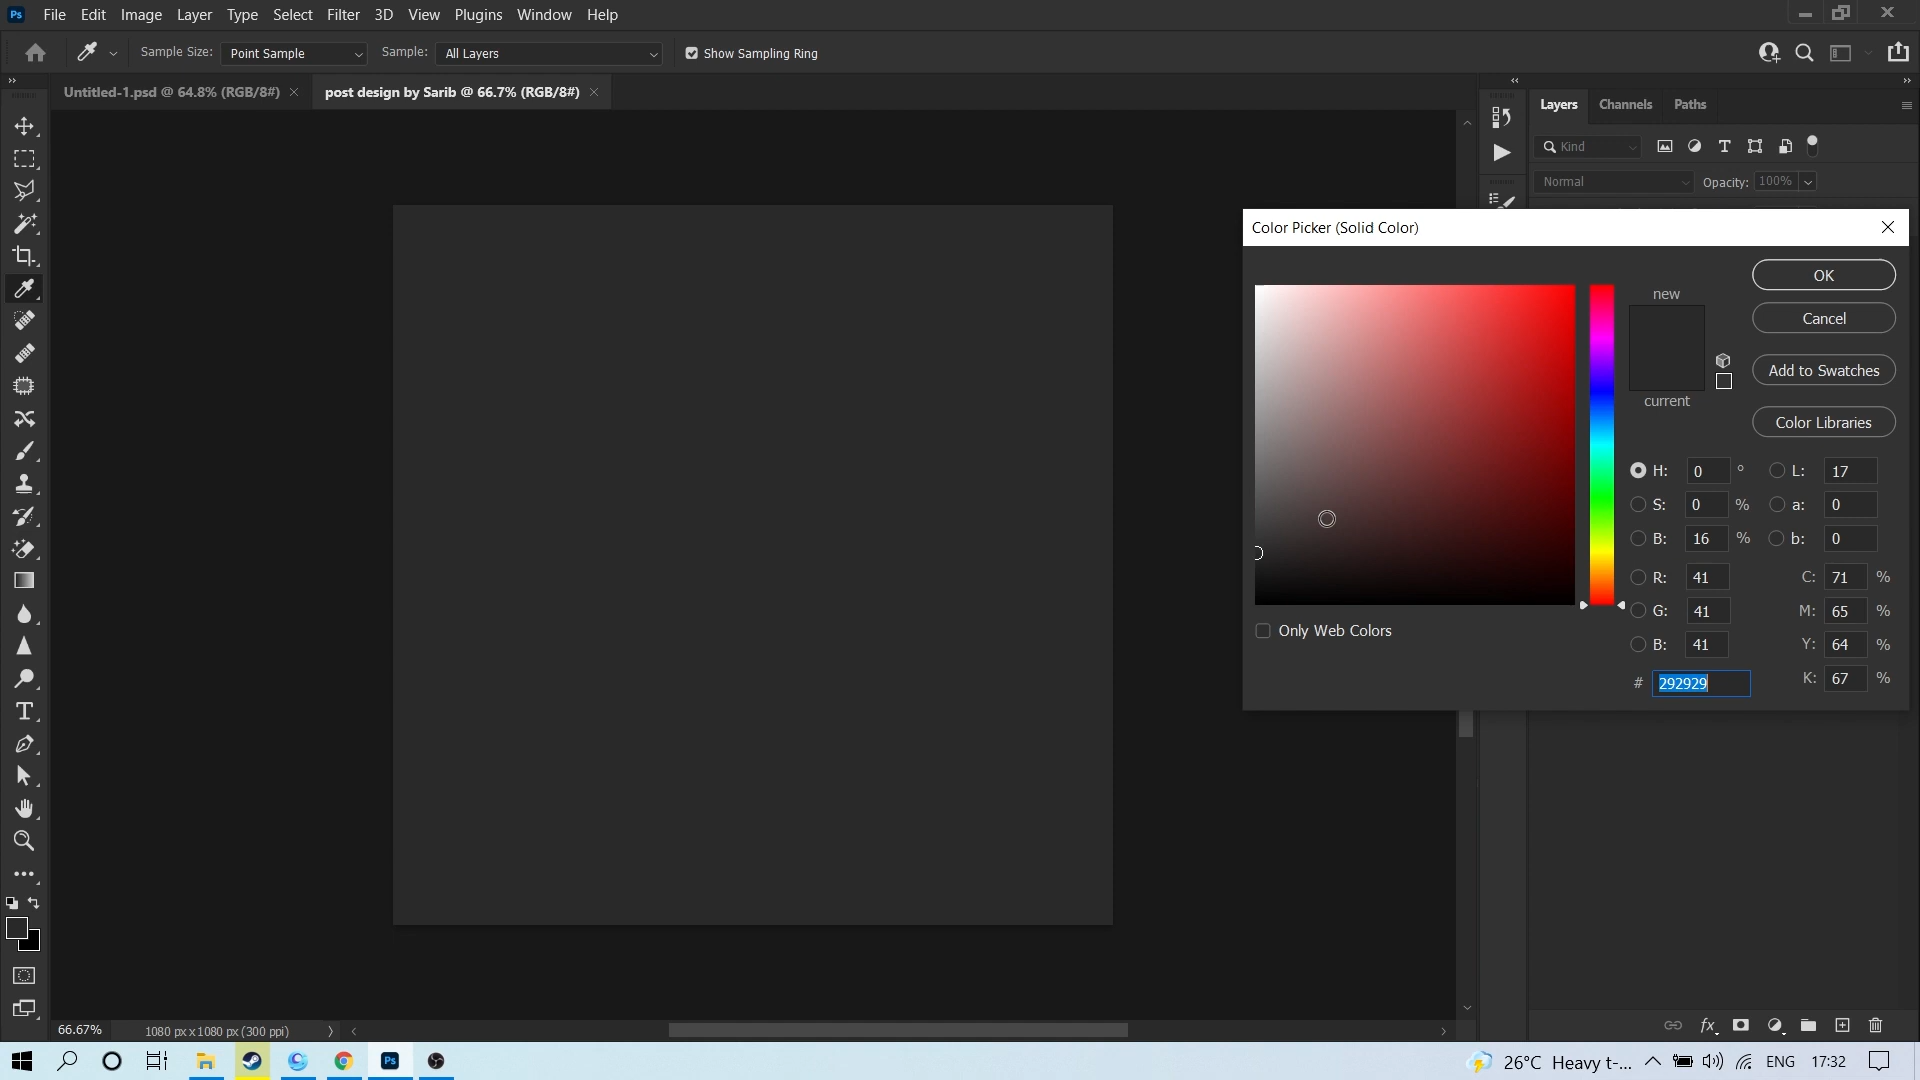 Ps File Edit Image Layer Type Select Filter 3D View Plugins Window Help
Sample Size: Point Sample Sample: All Layers Show Sampling Ring
Untitled-1.psd @ 64.8% (RGB/8#) × post design by Sarib @ 66.7% (RGB/8#) ×
Layers Channels Paths
Kind
Normal Opacity: 100%
Color Picker (Solid Color)
new
current
OK
Cancel
Add to Swatches
Color Libraries
H: 0 ° L: 17
S: 0 % a: 0
B: 16 % b: 0
R: 41 C: 71 %
G: 41 M: 65 %
B: 41 Y: 64 %
# 292929 K: 67 %
Only Web Colors
66.67% 1080 px x 1080 px (300 ppi)
fx
Ps
26°C Heavy t-... ENG 17:32